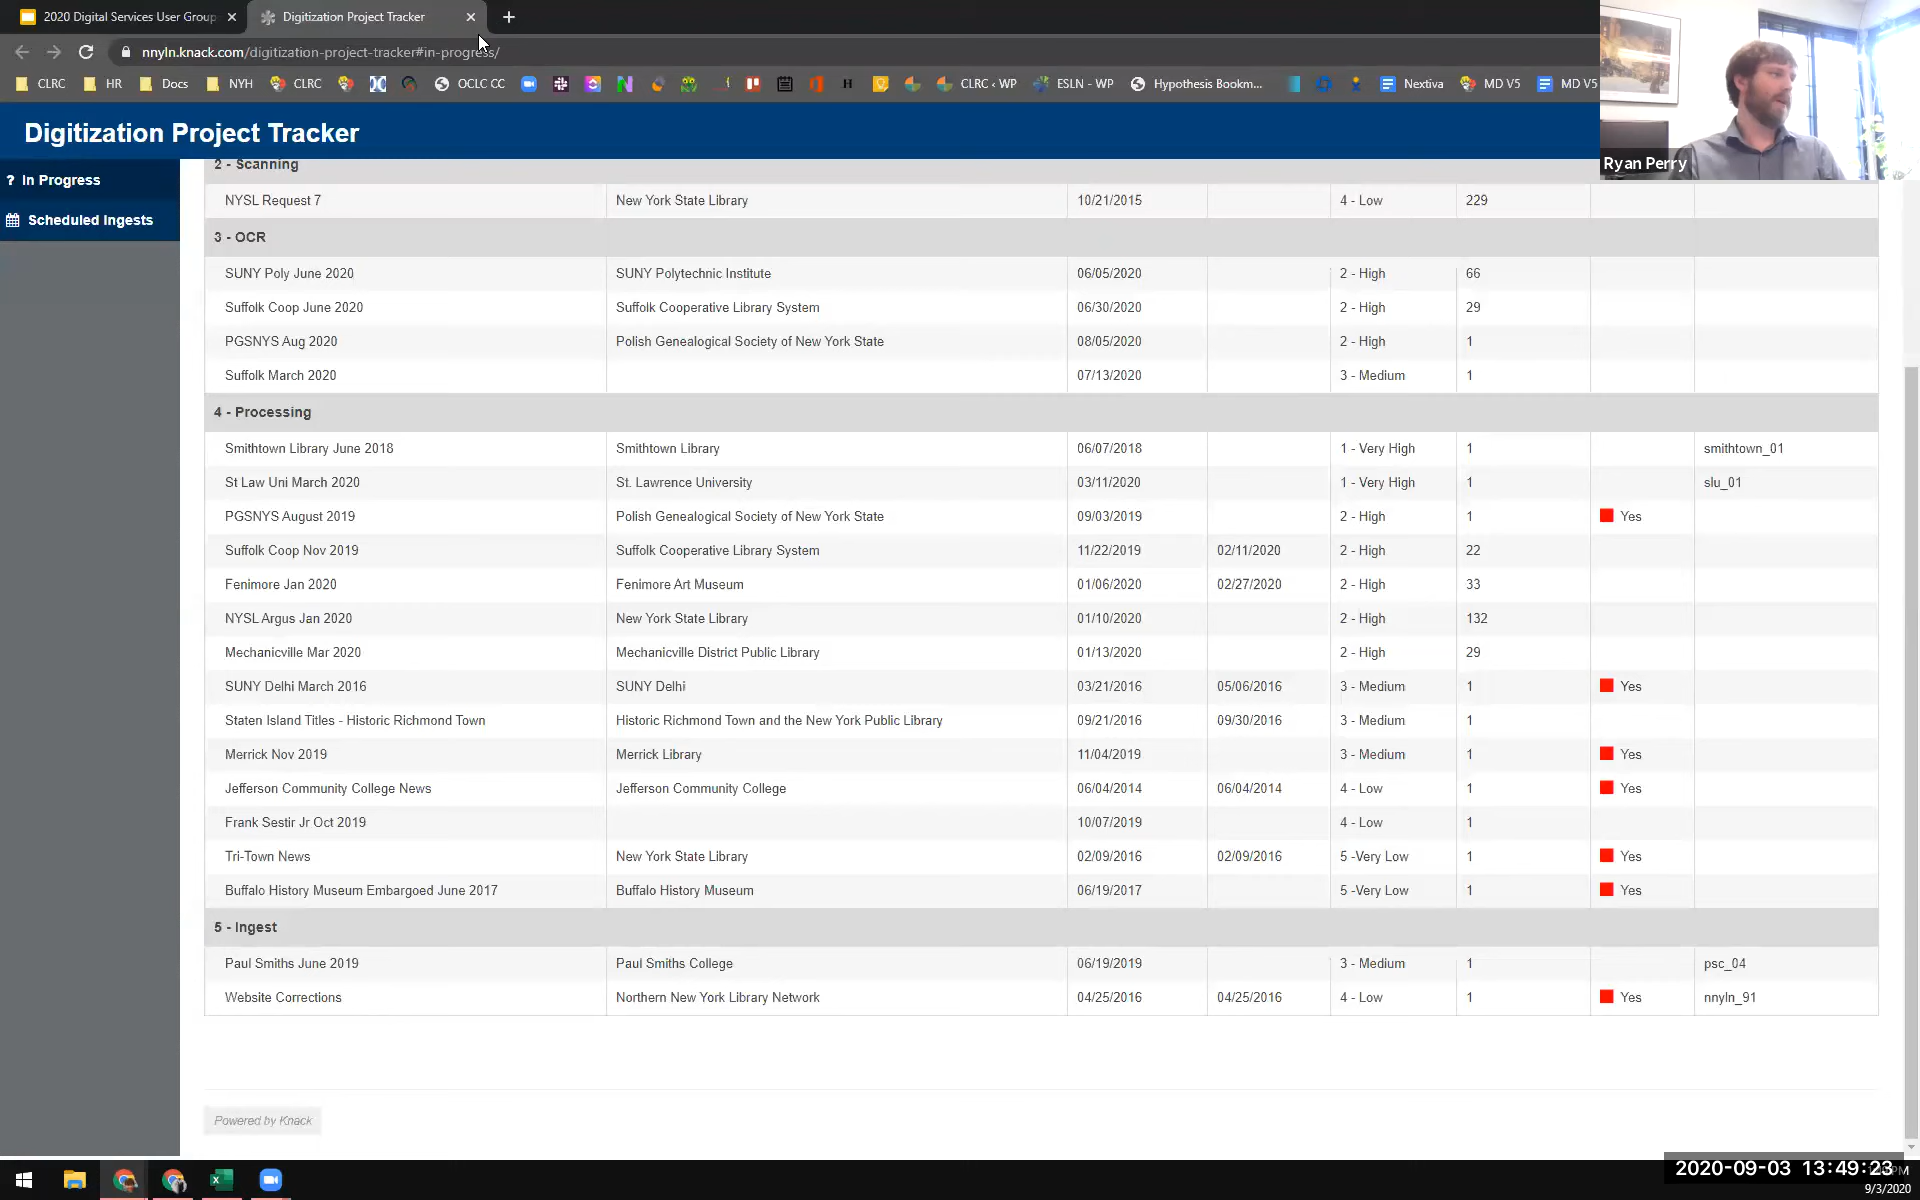 2020 Digital Services User Group
Digitization Project Tracker
nnyln.knack.com/digitization-project-tracker#in-progress/
CLRC HR Docs NYH CLRC OCLC CC CLRC ‹ WP ESLN - WP Hypothesis Bookm... Nextiva MD V5 MD V5
Digitization Project Tracker
Ryan Perry
? In Progress
Scheduled Ingests
2 - Scanning
NYSL Request 7 New York State Library 10/21/2015 4 - Low 229
3 - OCR
SUNY Poly June 2020 SUNY Polytechnic Institute 06/05/2020 2 - High 66
Suffolk Coop June 2020 Suffolk Cooperative Library System 06/30/2020 2 - High 29
PGSNYS Aug 2020 Polish Genealogical Society of New York State 08/05/2020 2 - High 1
Suffolk March 2020 07/13/2020 3 - Medium 1
4 - Processing
Smithtown Library June 2018 Smithtown Library 06/07/2018 1 - Very High 1 smithtown_01
St Law Uni March 2020 St. Lawrence University 03/11/2020 1 - Very High 1 slu_01
PGSNYS August 2019 Polish Genealogical Society of New York State 09/03/2019 2 - High 1 Yes
Suffolk Coop Nov 2019 Suffolk Cooperative Library System 11/22/2019 02/11/2020 2 - High 22
Fenimore Jan 2020 Fenimore Art Museum 01/06/2020 02/27/2020 2 - High 33
NYSL Argus Jan 2020 New York State Library 01/10/2020 2 - High 132
Mechanicville Mar 2020 Mechanicville District Public Library 01/13/2020 2 - High 29
SUNY Delhi March 2016 SUNY Delhi 03/21/2016 05/06/2016 3 - Medium 1 Yes
Staten Island Titles - Historic Richmond Town Historic Richmond Town and the New York Public Library 09/21/2016 09/30/2016 3 - Medium 1
Merrick Nov 2019 Merrick Library 11/04/2019 3 - Medium 1 Yes
Jefferson Community College News Jefferson Community College 06/04/2014 06/04/2014 4 - Low 1 Yes
Frank Sestir Jr Oct 2019 10/07/2019 4 - Low 1
Tri-Town News New York State Library 02/09/2016 02/09/2016 5 -Very Low 1 Yes
Buffalo History Museum Embargoed June 2017 Buffalo History Museum 06/19/2017 5 -Very Low 1 Yes
5 - Ingest
Paul Smiths June 2019 Paul Smiths College 06/19/2019 3 - Medium 1 psc_04
Website Corrections Northern New York Library Network 04/25/2016 04/25/2016 4 - Low 1 Yes nnyln_91
Powered by Knack
2020-09-03 13:49:23
9/3/2020